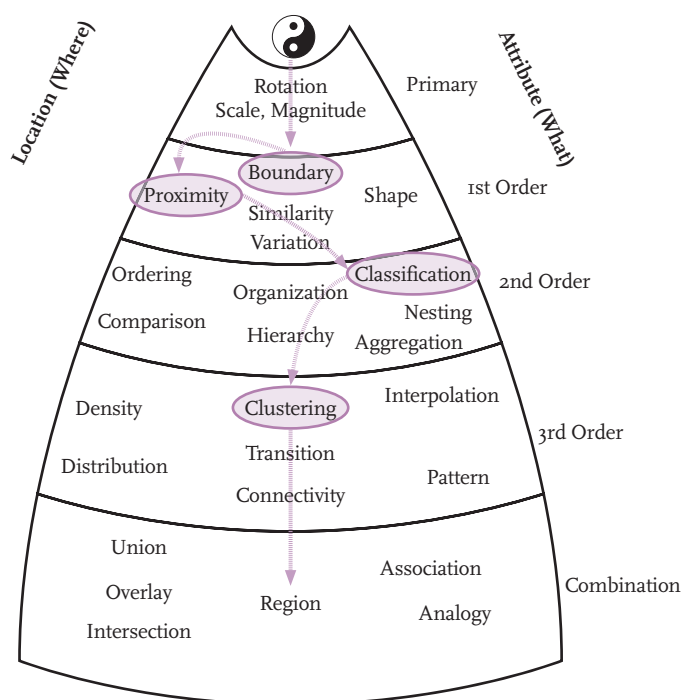 Location (Where)
Attribute (What)
Rotation
Scale, Magnitude
Primary
Boundary
Proximity
Shape
1st Order
Similarity
Variation
Ordering
Classification
2nd Order
Organization
Comparison
Nesting
Hierarchy
Aggregation
Density
Clustering
Interpolation
3rd Order
Transition
Distribution
Pattern
Connectivity
Union
Association
Combination
Overlay
Region
Analogy
Intersection